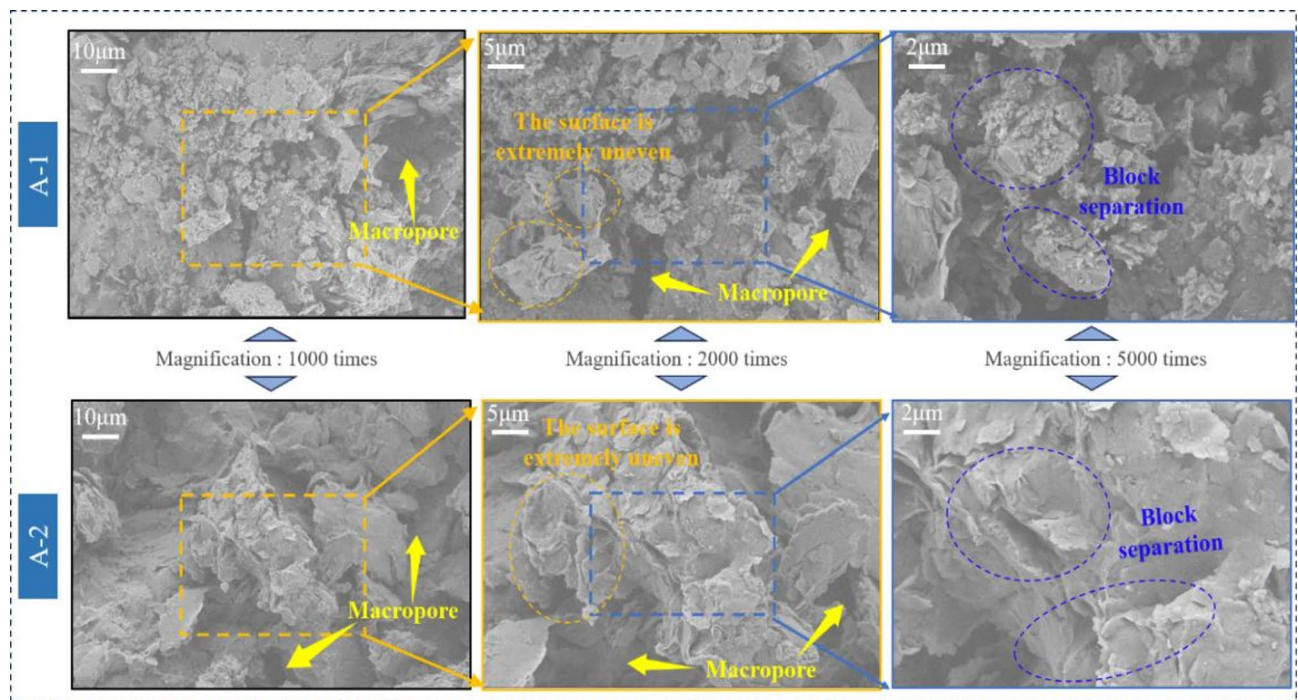 A-1
10μm
Macropore
5μm
The surface is
extremely uneven
Macropore
2μm
Block
separation
Magnification : 1000 times
Magnification : 2000 times
Magnification : 5000 times
A-2
10μm
Macropore
5μm
The surface is
extremely uneven
Macropore
2μm
Block
separation